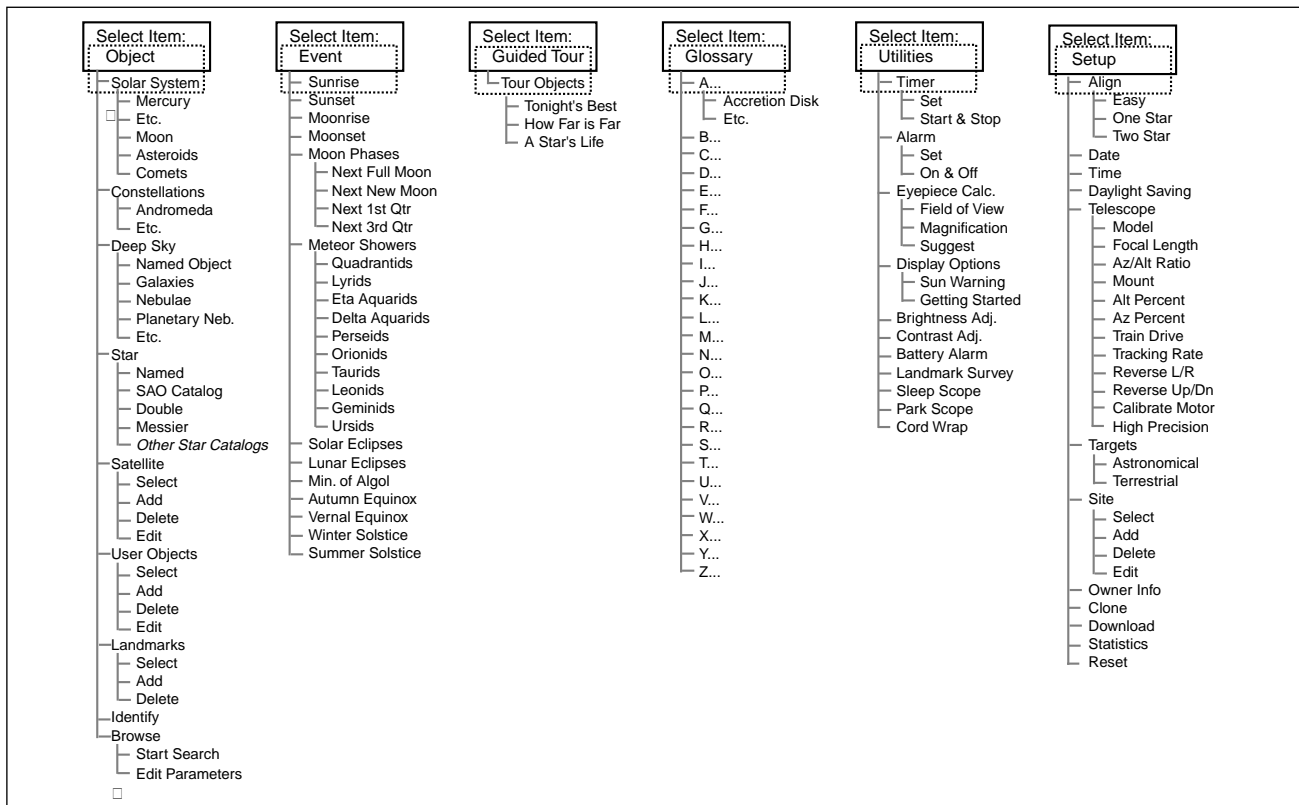 Select Item:
Object
Solar System
Mercury
Etc.
Moon
Asteroids
Comets
Constellations
Andromeda
Etc.
Deep Sky
Named Object
Galaxies
Nebulae
Planetary Neb.
Etc.
Star
Named
SAO Catalog
Double
Messier
Other Star Catalogs
Satellite
Select
Add
Delete
Edit
User Objects
Select
Add
Delete
Edit
Landmarks
Select
Add
Delete
Identify
Browse
Start Search
Edit Parameters
Select Item:
Event
Sunrise
Sunset
Moonrise
Moonset
Moon Phases
Next Full Moon
Next New Moon
Next 1st Qtr
Next 3rd Qtr
Meteor Showers
Quadrantids
Lyrids
Eta Aquarids
Delta Aquarids
Perseids
Orionids
Taurids
Leonids
Geminids
Ursids
Solar Eclipses
Lunar Eclipses
Min. of Algol
Autumn Equinox
Vernal Equinox
Winter Solstice
Summer Solstice
Select Item:
Guided Tour
Tour Objects
Tonight's Best
How Far is Far
A Star's Life
Select Item:
Glossary
A...
Accretion Disk
Etc.
B...
C...
D...
E...
F...
G...
H...
I...
J...
K...
L...
M...
N...
O...
P...
Q...
R...
S...
T...
U...
V...
W...
X...
Y...
Z...
Select Item:
Utilities
Timer
Set
Start & Stop
Alarm
Set
On & Off
Eyepiece Calc.
Field of View
Magnification
Suggest
Display Options
Sun Warning
Getting Started
Brightness Adj.
Contrast Adj.
Battery Alarm
Landmark Survey
Sleep Scope
Park Scope
Cord Wrap
Select Item:
Setup
Align
Easy
One Star
Two Star
Date
Time
Daylight Saving
Telescope
Model
Focal Length
Az/Alt Ratio
Mount
Alt Percent
Az Percent
Train Drive
Tracking Rate
Reverse L/R
Reverse Up/Dn
Calibrate Motor
High Precision
Targets
Astronomical
Terrestrial
Site
Select
Add
Delete
Edit
Owner Info
Clone
Download
Statistics
Reset